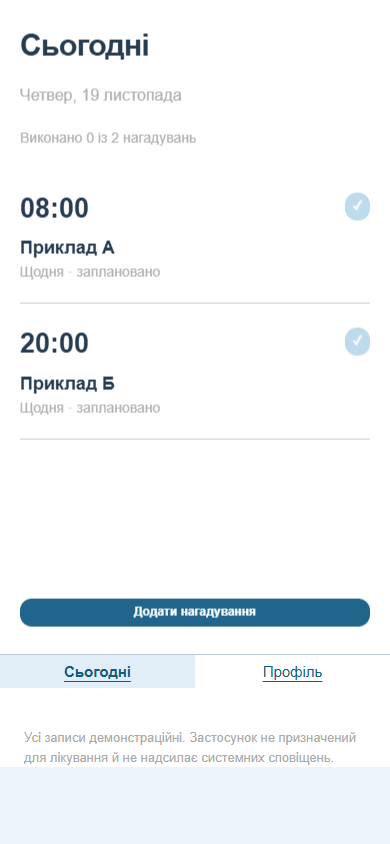 Сьогодні
Четвер, 19 листопада
Виконано 0 із 2 нагадувань
08:00
✓
Приклад А
Щодня · заплановано
20:00
✓
Приклад Б
Щодня · заплановано
Додати нагадування
Сьогодні
Профіль
Усі записи демонстраційні. Застосунок не призначений
для лікування й не надсилає системних сповіщень.